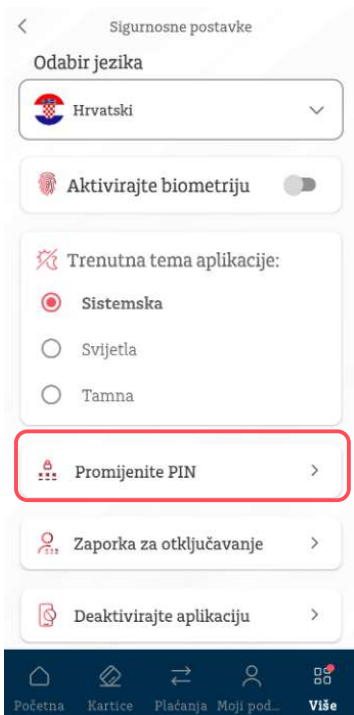 Sigurnosne postavke
Odabir jezika
Hrvatski
Aktivirajte biometriju
Trenutna tema aplikacije:
Sistemska
Svijetla
Tamna
Promijenite PIN
Zaporka za otključavanje
Deaktivirajte aplikaciju
Početna Kartice Plaćanja Moji pod... Više